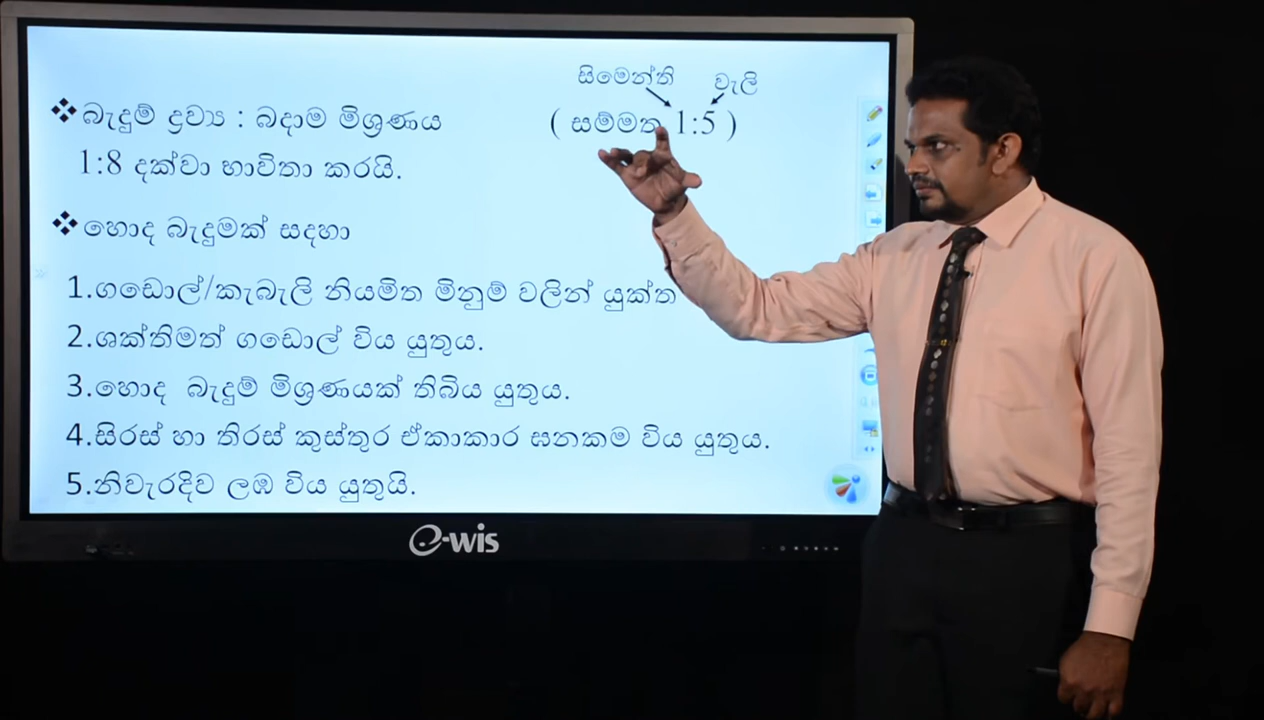 සිමෙන්ති වැලි
❖ බැඳුම් ද්‍රව්‍ය : බදාම මිශ්‍රණය ( සම්මත 1:5 )
1:8 දක්වා භාවිතා කරයි.
❖ හොද බැඳුමක් සඳහා
1.ගඩොල්/කැබැලි නියමිත මිනුම් වලින් යුක්ත
2.ශක්තිමත් ගඩොල් විය යුතුය.
3.හොද බැඳුම් මිශ්‍රණයක් තිබිය යුතුය.
4.සිරස් හා තිරස් කුස්තුර ඒකාකාර ඝනකම විය යුතුය.
5.නිවැරදිව ලඹ විය යුතුයි.
e-wis